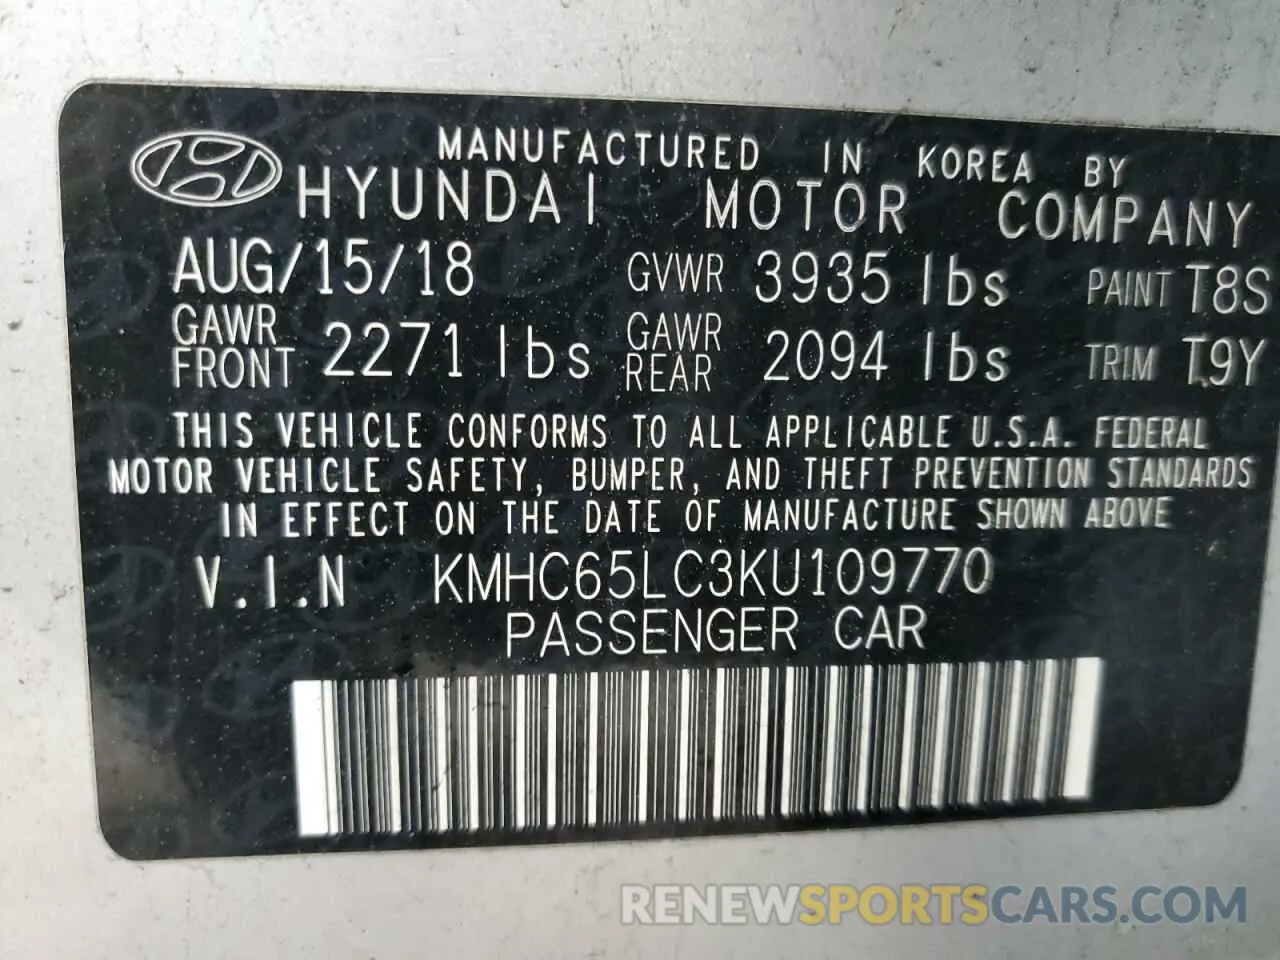 MANUFACTURED IN KOREA BY
HYUNDAI MOTOR COMPANY
AUG/15/18 GVWR 3935 lbs PAINT T8S
GAWR FRONT 2271 lbs GAWR REAR 2094 lbs TRIM T9Y
THIS VEHICLE CONFORMS TO ALL APPLICABLE U.S.A. FEDERAL
MOTOR VEHICLE SAFETY, BUMPER, AND THEFT PREVENTION STANDARDS
IN EFFECT ON THE DATE OF MANUFACTURE SHOWN ABOVE
V.I.N KMHC65LC3KU109770
PASSENGER CAR
RENEWSPORTSCARS.COM